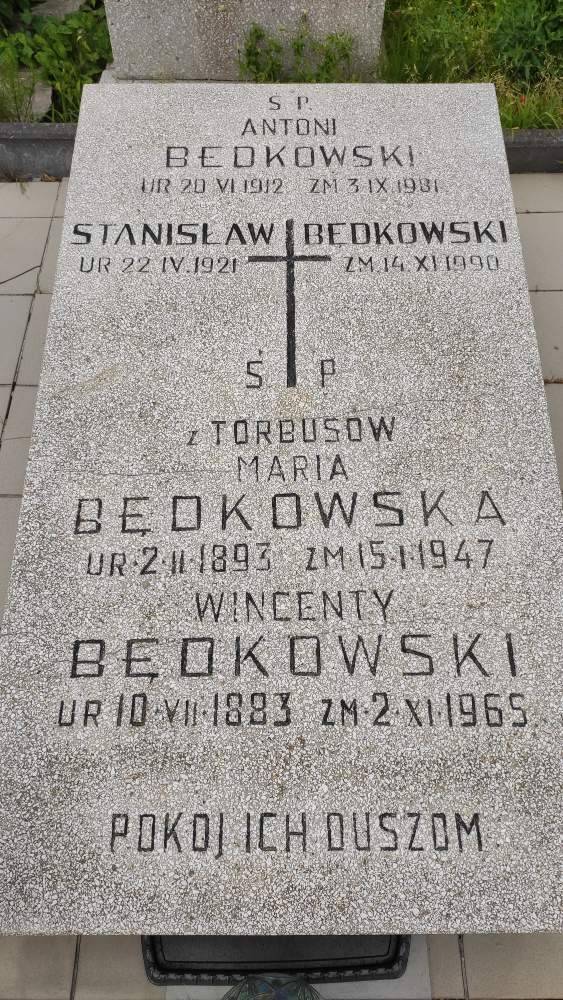 Ś. P.
ANTONI
BĘDKOWSKI
UR 20 VI 1912 ZM 3 IX 1981
STANISŁAW BĘDKOWSKI
UR 22 IV. 1921 ZM. 14. XI 1990
Ś P
z TORBUSÓW
MARIA
BĘDKOWSKA
UR·2·II·1893 ZM 15·I·1947
WINCENTY
BĘDKOWSKI
UR 10·VII·1883 ZM·2·XI·1965
POKÓJ ICH DUSZOM